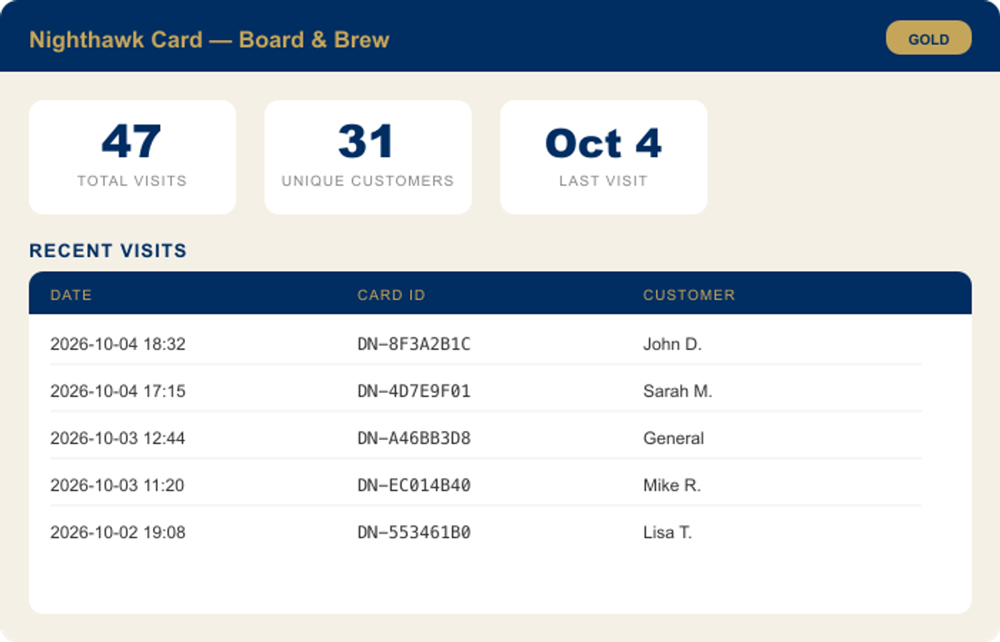 Nighthawk Card — Board & Brew
GOLD
47
TOTAL VISITS
31
UNIQUE CUSTOMERS
Oct 4
LAST VISIT
RECENT VISITS
DATE CARD ID CUSTOMER
2026-10-04 18:32 DN–8F3A2B1C John D.
2026-10-04 17:15 DN–4D7E9F01 Sarah M.
2026-10-03 12:44 DN–A46BB3D8 General
2026-10-03 11:20 DN–EC014B40 Mike R.
2026-10-02 19:08 DN–553461B0 Lisa T.